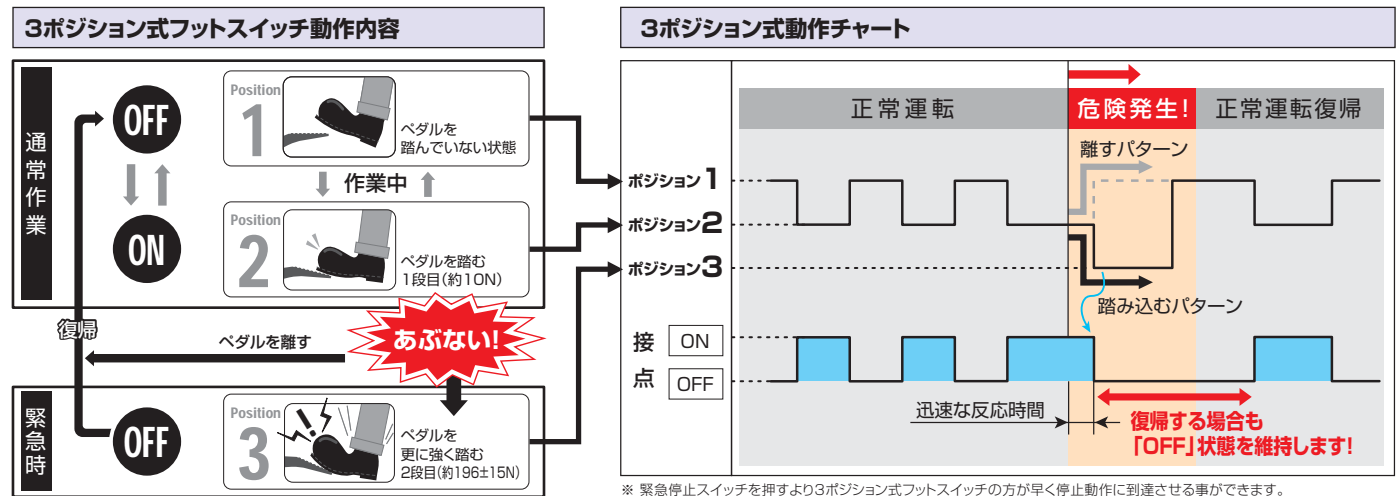 3ポジション式フットスイッチ動作内容
通常作業
OFF
ON
Position
1
ペダルを
踏んでいない状態
作業中
Position
2
ペダルを踏む
1段目(約10N)
復帰
ペダルを離す
あぶない!
緊急時
OFF
Position
3
ペダルを
更に強く踏む
2段目(約196±15N)
3ポジション式動作チャート
正常運転
危険発生!
正常運転復帰
離すパターン
ポジション1
ポジション2
ポジション3
踏み込むパターン
接点
ON
OFF
迅速な反応時間
復帰する場合も
「OFF」状態を維持します!
※ 緊急停止スイッチを押すより3ポジション式フットスイッチの方が早く停止動作に到達させる事ができます。